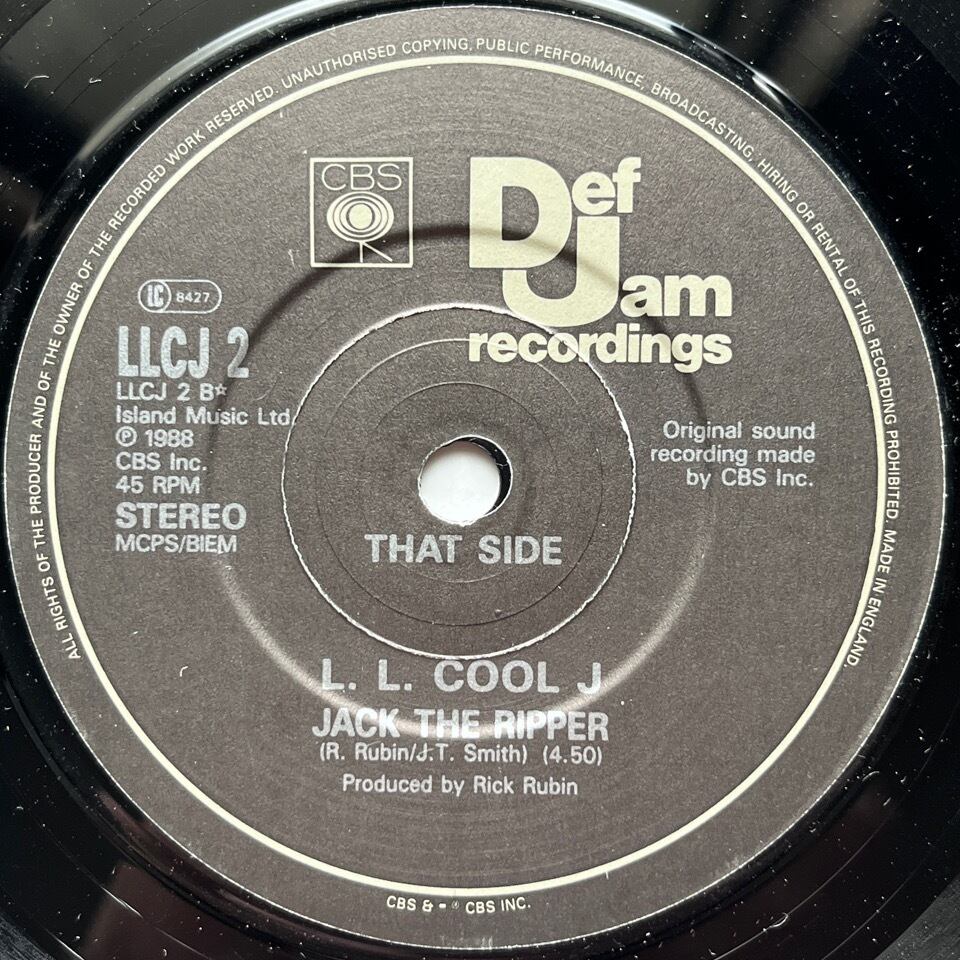 ALL RIGHTS OF THE PRODUCER AND OF THE OWNER OF THE RECORDED WORK RESERVED. UNAUTHORISED COPYING, PUBLIC PERFORMANCE, BROADCASTING, HIRING OR RENTAL OF THIS RECORDING PROHIBITED. MADE IN ENGLAND.
CBS
Def Jam
recordings
LC 8427
LLCJ 2
LLCJ 2 B☆
Island Music Ltd.
℗ 1988
CBS Inc.
45 RPM
STEREO
MCPS/BIEM
Original sound
recording made
by CBS Inc.
THAT SIDE
L. L. COOL J
JACK THE RIPPER
(R. Rubin/J.T. Smith) (4.50)
Produced by Rick Rubin
CBS & CBS INC.